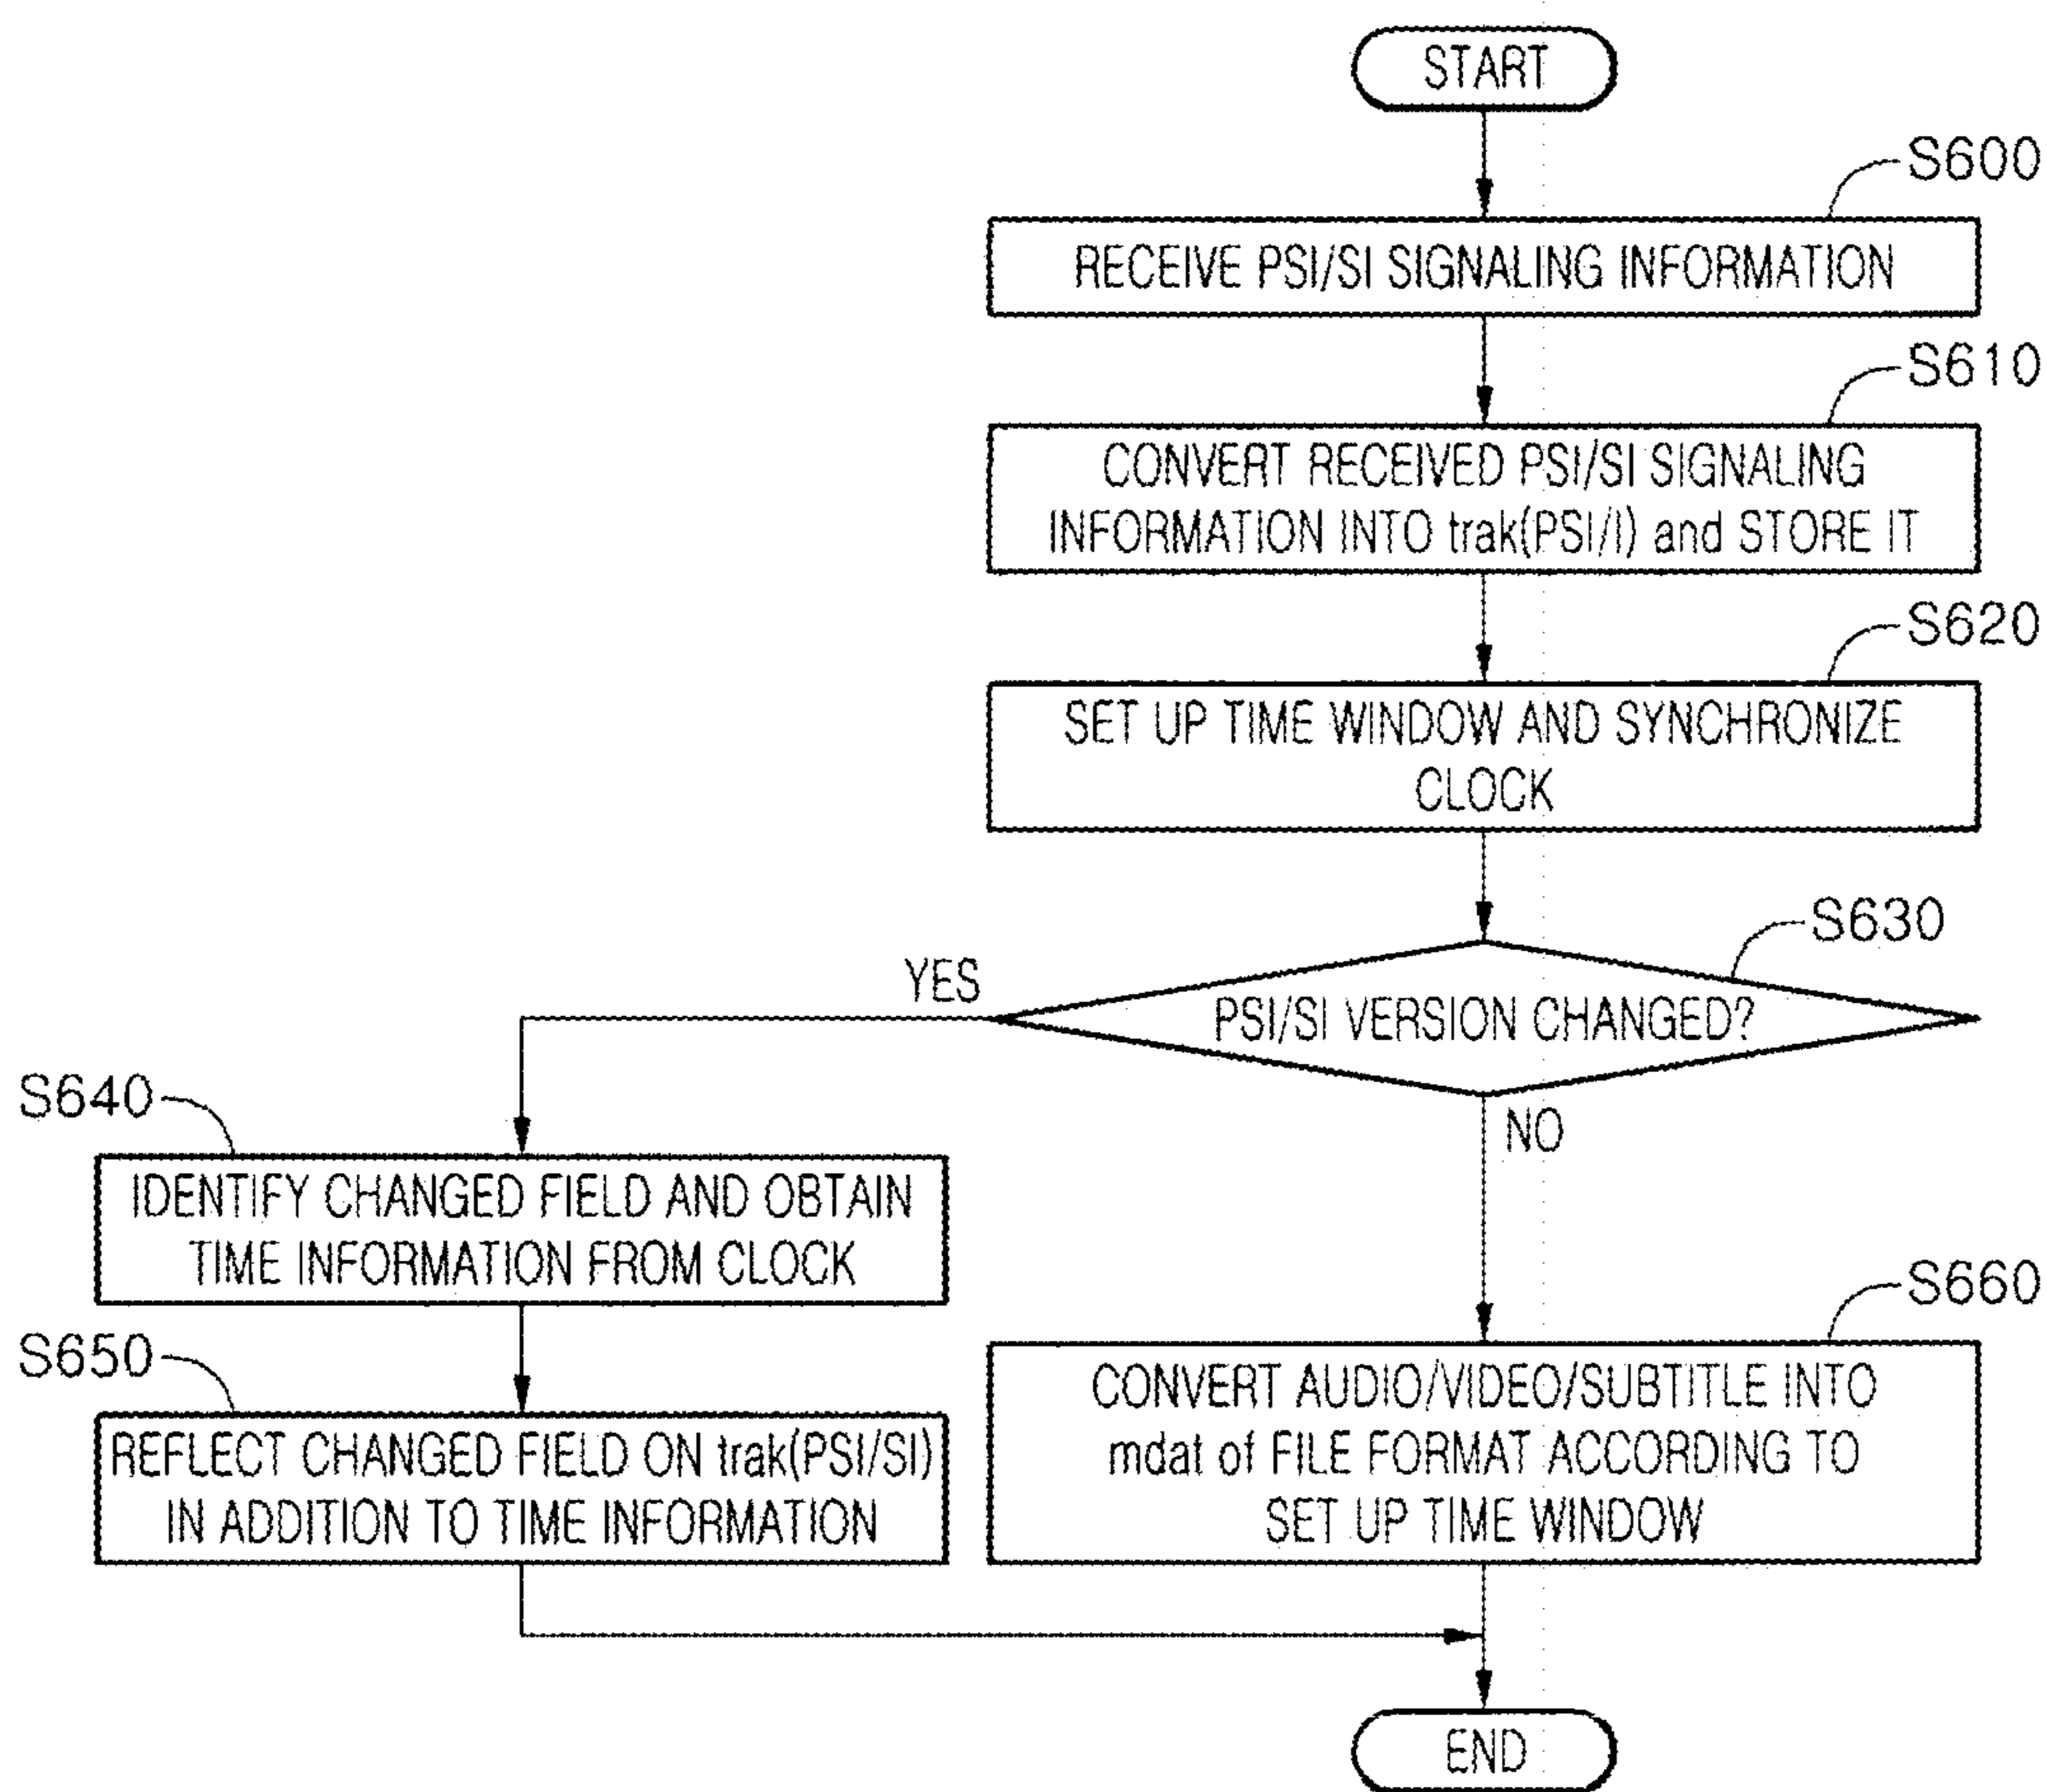 START
S600
RECEIVE PSI/SI SIGNALING INFORMATION
S610
CONVERT RECEIVED PSI/SI SIGNALING
INFORMATION INTO trak(PSI/I) and STORE IT
S620
SET UP TIME WINDOW AND SYNCHRONIZE
CLOCK
S630
YES
PSI/SI VERSION CHANGED?
NO
S640
IDENTIFY CHANGED FIELD AND OBTAIN
TIME INFORMATION FROM CLOCK
S650
REFLECT CHANGED FIELD ON trak(PSI/SI)
IN ADDITION TO TIME INFORMATION
S660
CONVERT AUDIO/VIDEO/SUBTITLE INTO
mdat of FILE FORMAT ACCORDING TO
SET UP TIME WINDOW
END